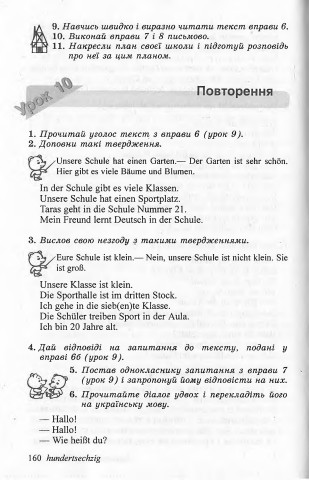 9. Навчись швидко і виразно читати текст вправи 6.
10. Виконай вправи 7 і 8 письмово.
11. Накресли план своєї школи і підготуй розповідь
про неї за цим планом.
Урок 10
Повторення
1. Прочитай уголос текст з вправи 6 (урок 9).
2. Доповни такі твердження.
Unsere Schule hat einen Garten.— Der Garten ist sehr schön.
Hier gibt es viele Bäume und Blumen.
In der Schule gibt es viele Klassen.
Unsere Schule hat einen Sportplatz.
Taras geht in die Schule Nummer 21.
Mein Freund lernt Deutsch in der Schule.
3. Вислов свою незгоду з такими твердженнями.
Eure Schule ist klein.— Nein, unsere Schule ist nicht klein. Sie
ist groß.
Unsere Klasse ist klein.
Die Sporthalle ist im dritten Stock.
Ich gehe in die sieb(en)te Klasse.
Die Schüler treiben Sport in der Aula.
Ich bin 20 Jahre alt.
4. Дай відповіді на запитання до тексту, подані у
вправі 6б (урок 9).
5. Постав однокласнику запитання з вправи 7
(урок 9) і запропонуй йому відповісти на них.
6. Прочитайте діалог удвох і перекладіть його
на українську мову.
— Hallo!
— Hallo!
— Wie heißt du?
160 hundertsechzig